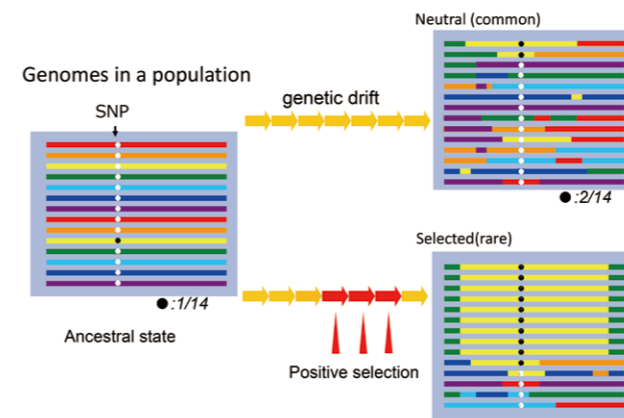 Neutral (common)
Genomes in a population
SNP
genetic drift
●:2/14
Selected(rare)
●:1/14
Ancestral state
Positive selection